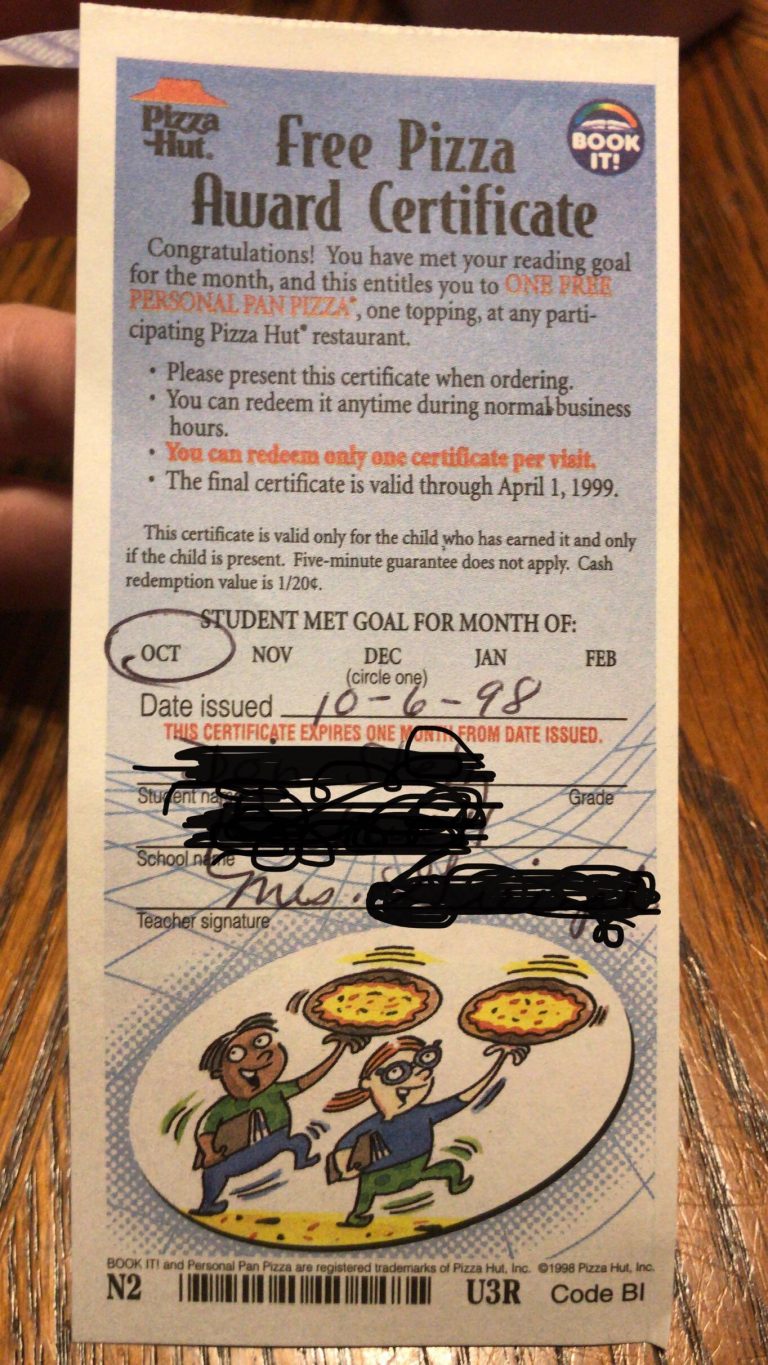 Pizza
Hut.
BOOK
IT!
Free Pizza
Award Certificate
Congratulations! You have met your reading goal
for the month, and this entitles you to ONE FREE
PERSONAL PAN PIZZA®, one topping, at any parti-
cipating Pizza Hut® restaurant.
• Please present this certificate when ordering.
• You can redeem it anytime during normal business
hours.
• You can redeem only one certificate per visit.
• The final certificate is valid through April 1, 1999.
This certificate is valid only for the child who has earned it and only
if the child is present. Five-minute guarantee does not apply. Cash
redemption value is 1/20¢.
STUDENT MET GOAL FOR MONTH OF:
OCT NOV DEC JAN FEB
(circle one)
Date issued 10-6-98
THIS CERTIFICATE EXPIRES ONE MONTH FROM DATE ISSUED.
Student name Grade
School name
Mrs.
Teacher signature
BOOK IT! and Personal Pan Pizza are registered trademarks of Pizza Hut, Inc. ©1998 Pizza Hut, Inc.
N2 U3R Code BI